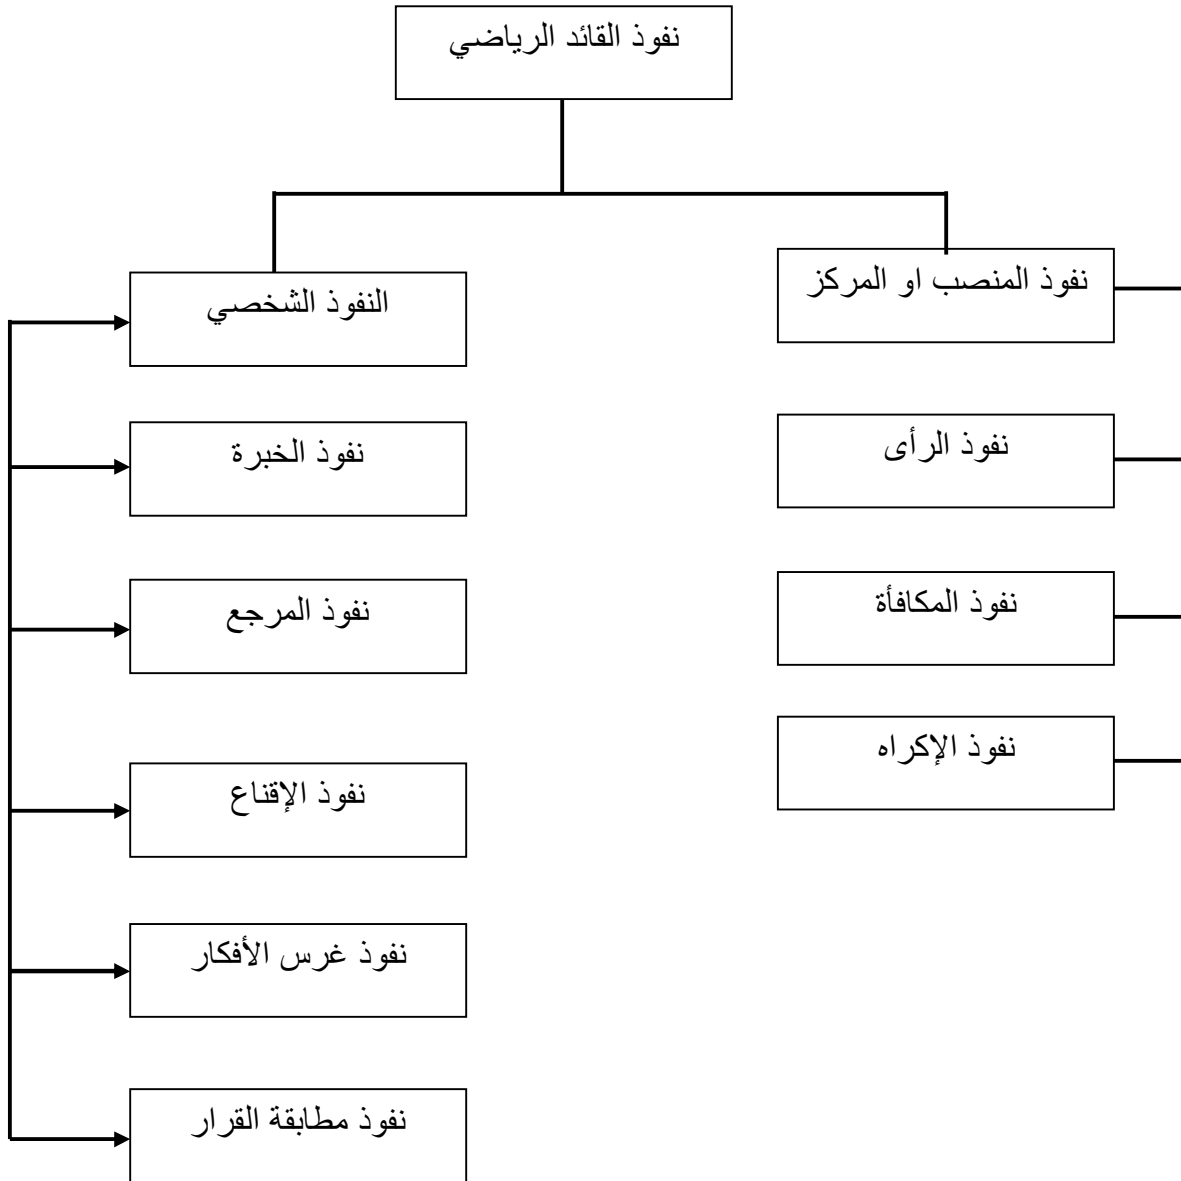 نفوذ القائد الرياضي
نفوذ المنصب او المركز
نفوذ الرأى
نفوذ المكافأة
نفوذ الإكراه
النفوذ الشخصي
نفوذ الخبرة
نفوذ المرجع
نفوذ الإقناع
نفوذ غرس الأفكار
نفوذ مطابقة القرار